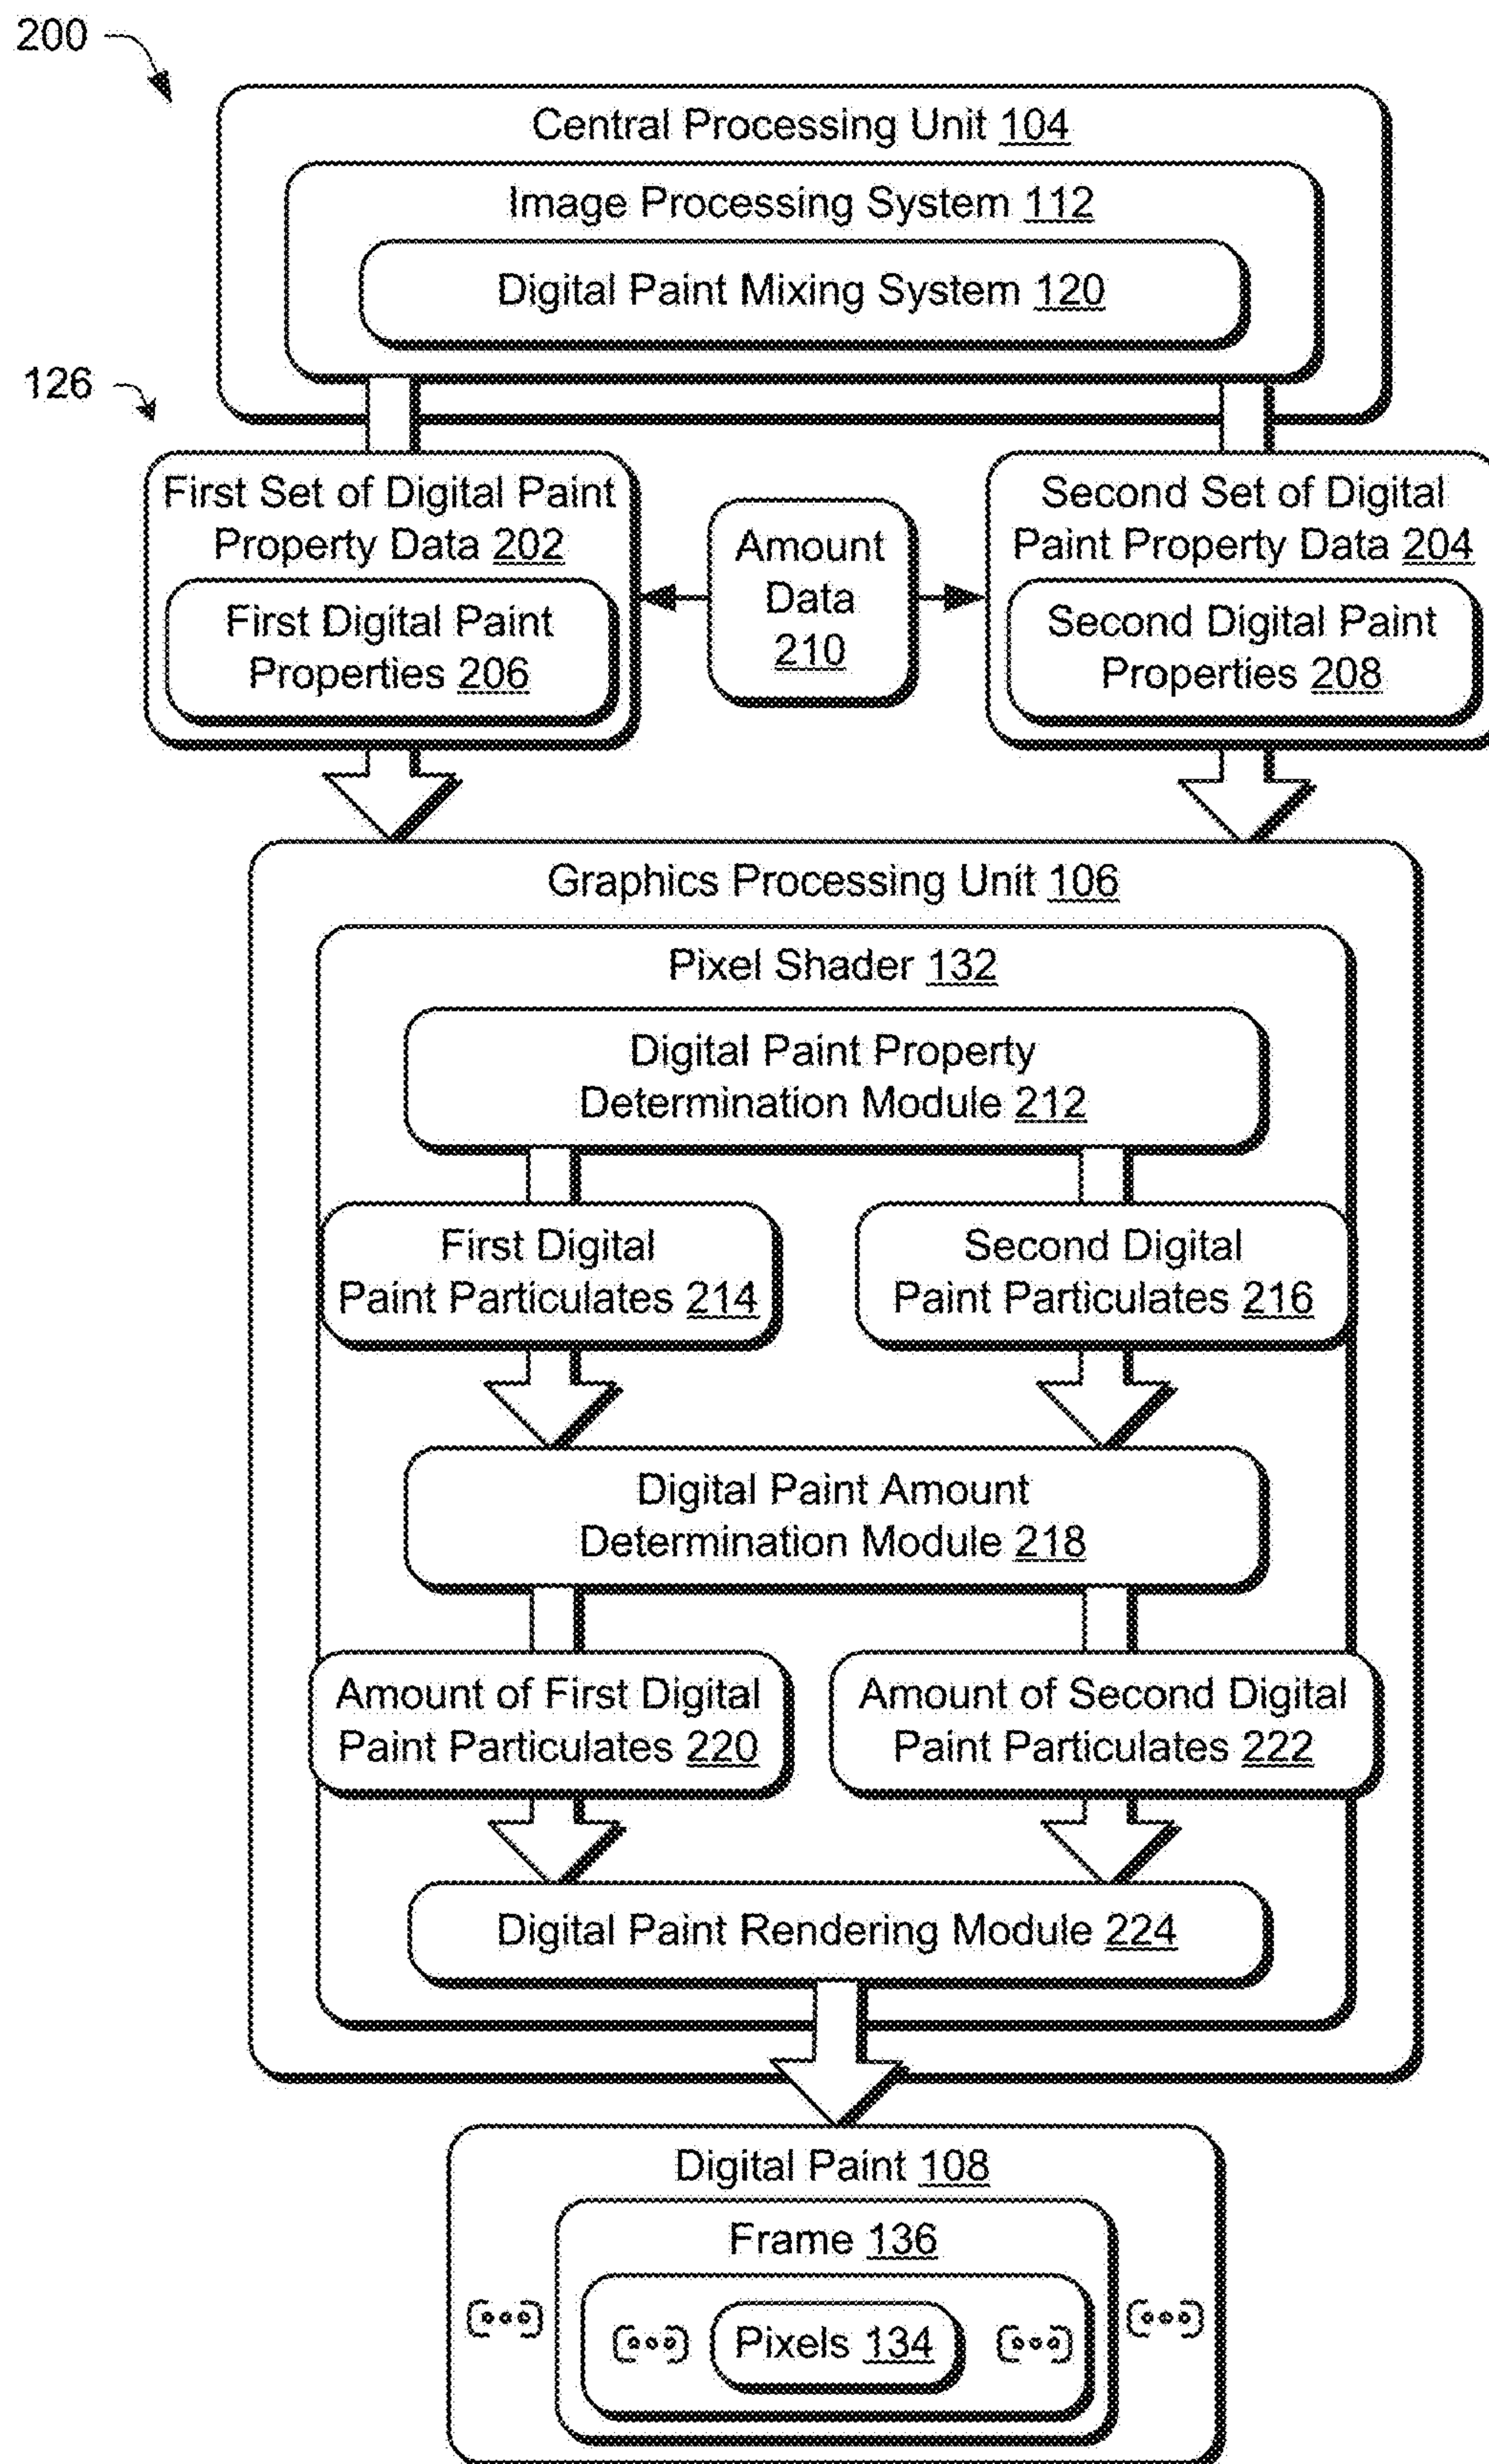 200
Central Processing Unit 104
Image Processing System 112
Digital Paint Mixing System 120
126
First Set of Digital Paint
Property Data 202
First Digital Paint
Properties 206
Amount
Data
210
Second Set of Digital
Paint Property Data 204
Second Digital Paint
Properties 208
Graphics Processing Unit 106
Pixel Shader 132
Digital Paint Property
Determination Module 212
First Digital
Paint Particulates 214
Second Digital
Paint Particulates 216
Digital Paint Amount
Determination Module 218
Amount of First Digital
Paint Particulates 220
Amount of Second Digital
Paint Particulates 222
Digital Paint Rendering Module 224
Digital Paint 108
Frame 136
Pixels 134